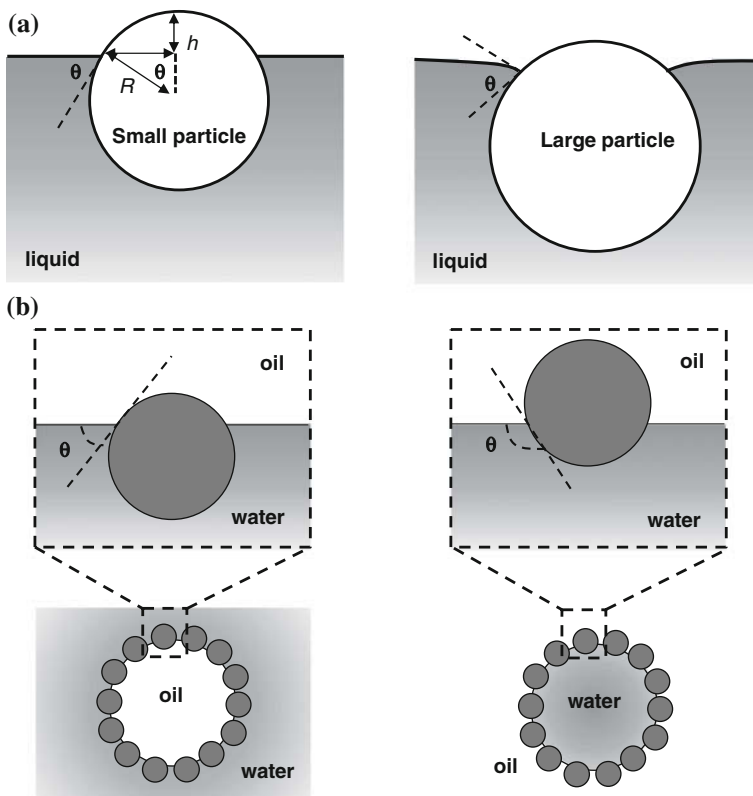 (a)
h
θ
θ
R
Small particle
liquid
θ
Large particle
liquid
(b)
oil
θ
water
oil
θ
water
oil
water
water
oil